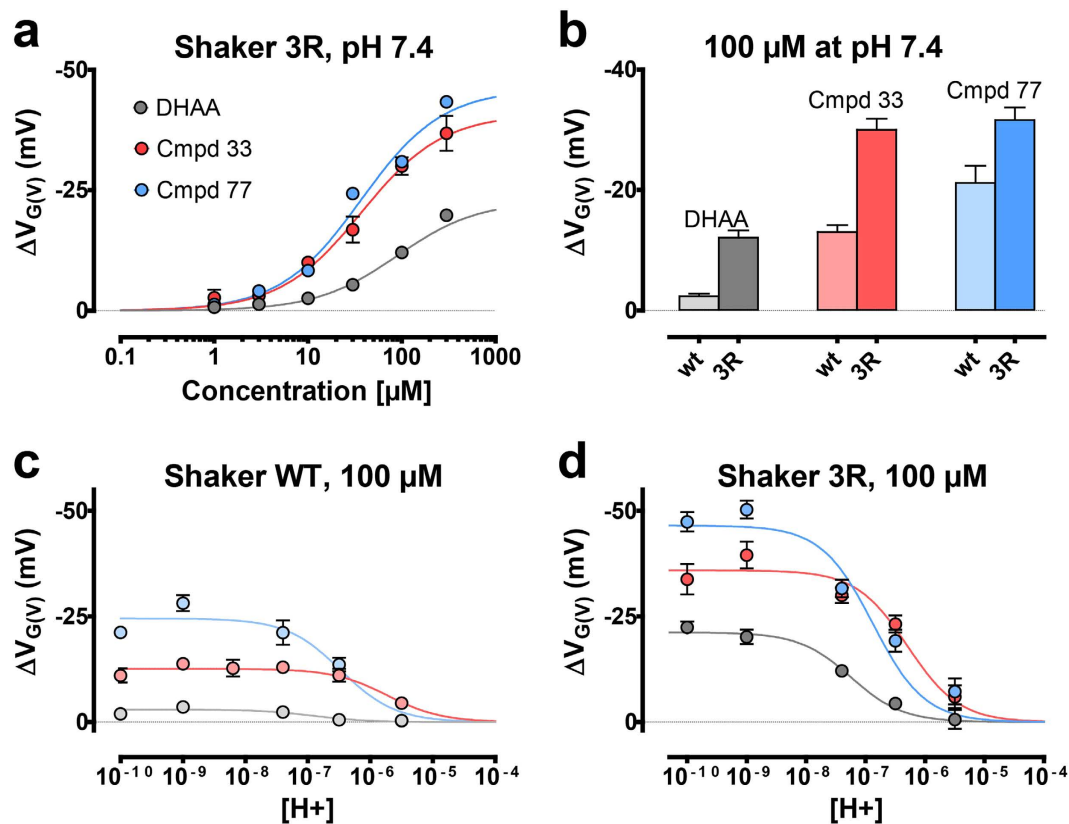 a
Shaker 3R, pH 7.4
-50
-25
0
ΔV_G(V) (mV)
DHAA
Cmpd 33
Cmpd 77
0.1 1 10 100 1000
Concentration [µM]
b
100 µM at pH 7.4
-40
-20
0
ΔV_G(V) (mV)
DHAA
Cmpd 33
Cmpd 77
wt 3R wt 3R wt 3R
c
Shaker WT, 100 µM
-50
-25
0
ΔV_G(V) (mV)
10^-10 10^-9 10^-8 10^-7 10^-6 10^-5 10^-4
[H+]
d
Shaker 3R, 100 µM
-50
-25
0
ΔV_G(V) (mV)
10^-10 10^-9 10^-8 10^-7 10^-6 10^-5 10^-4
[H+]